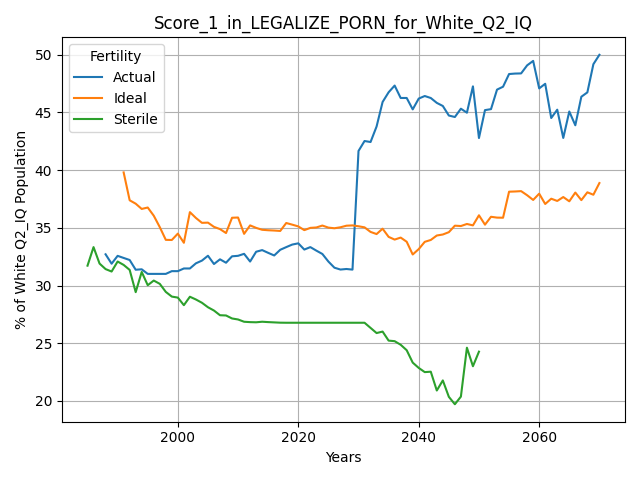 Score_1_in_LEGALIZE_PORN_for_White_Q2_IQ
Fertility
Actual
Ideal
Sterile
% of White Q2_IQ Population
50
45
40
35
30
25
20
2000
2020
2040
2060
Years